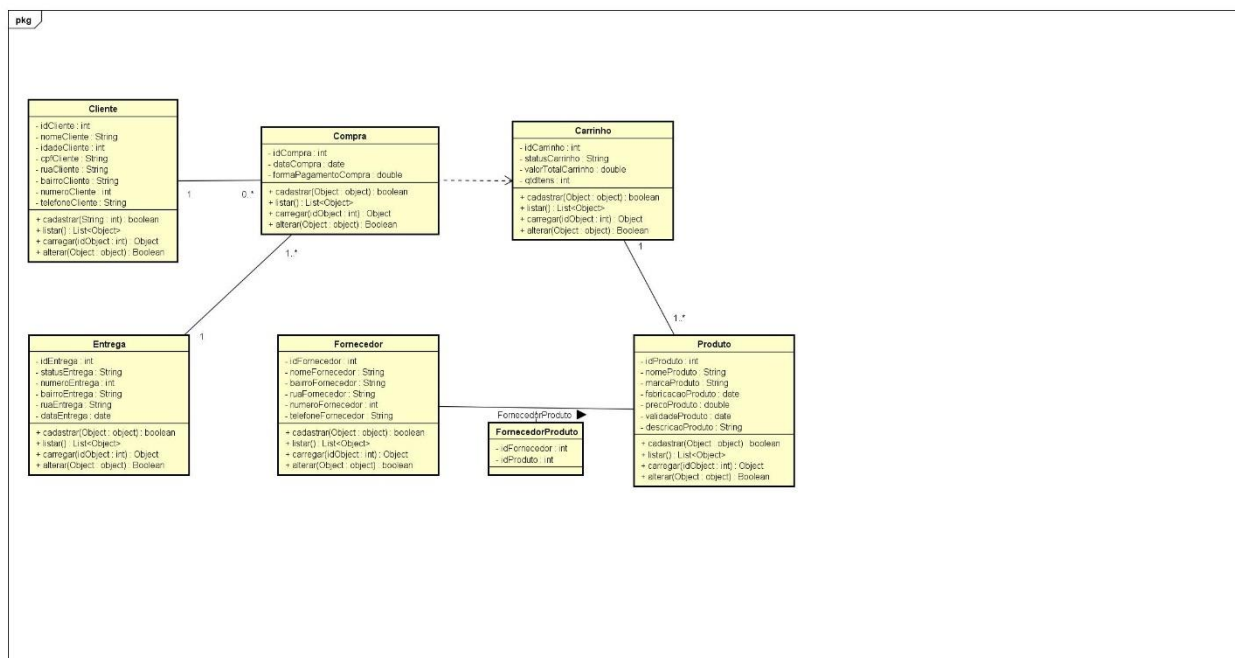 pkg
Cliente
- idCliente : int
- nomeCliente : String
- idadeCliente : int
- cpfCliente : String
- ruaCliente : String
- bairroCliente : String
- numeroCliente : int
- telefoneCliente : String
+ cadastrar(String : int) : boolean
+ listar() : List<Object>
+ carregar(idObject : int) : Object
+ alterar(Object : object) : Boolean
1
0..*
Compra
- idCompra : int
- dataCompra : date
- formaPagamentoCompra : double
+ cadastrar(Object : object) : boolean
+ listar() : List<Object>
+ carregar(idObject : int) : Object
+ alterar(Object : object) : Boolean
1..*
Carrinho
- idCarrinho : int
- statusCarrinho : String
- valorTotalCarrinho : double
- qtdItens : int
+ cadastrar(Object : object) : boolean
+ listar() : List<Object>
+ carregar(idObject : int) : Object
+ alterar(Object : object) : Boolean
1
1..*
1
Entrega
- idEntrega : int
- statusEntrega : String
- numeroEntrega : int
- bairroEntrega : String
- ruaEntrega : String
- dataEntrega : date
+ cadastrar(Object : object) : boolean
+ listar() : List<Object>
+ carregar(idObject : int) : Object
+ alterar(Object : object) : Boolean
Fornecedor
- idFornecedor : int
- nomeFornecedor : String
- bairroFornecedor : String
- ruaFornecedor : String
- numeroFornecedor : int
- telefoneFornecedor : String
+ cadastrar(Object : object) : boolean
+ listar() : List<Object>
+ carregar(idObject : int) : Object
+ alterar(Object : object) : boolean
FornecedorProduto
FornecedorProduto
- idFornecedor : int
- idProduto : int
Produto
- idProduto : int
- nomeProduto : String
- marcaProduto : String
- fabricacaoProduto : date
- precoProduto : double
- validadeProduto : date
- descricaoProduto : String
+ cadastrar(Object : object) : boolean
+ listar() : List<Object>
+ carregar(idObject : int) : Object
+ alterar(Object : object) : Boolean